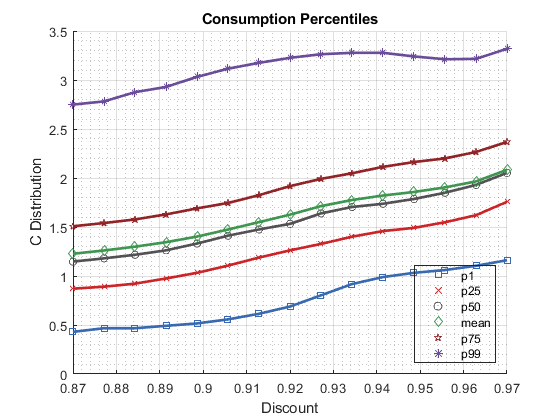 Consumption Percentiles
3.5
3
2.5
2
1.5
1
0.5
0
C Distribution
0.87 0.88 0.89 0.9 0.91 0.92 0.93 0.94 0.95 0.96 0.97
Discount
p1
p25
p50
mean
p75
p99